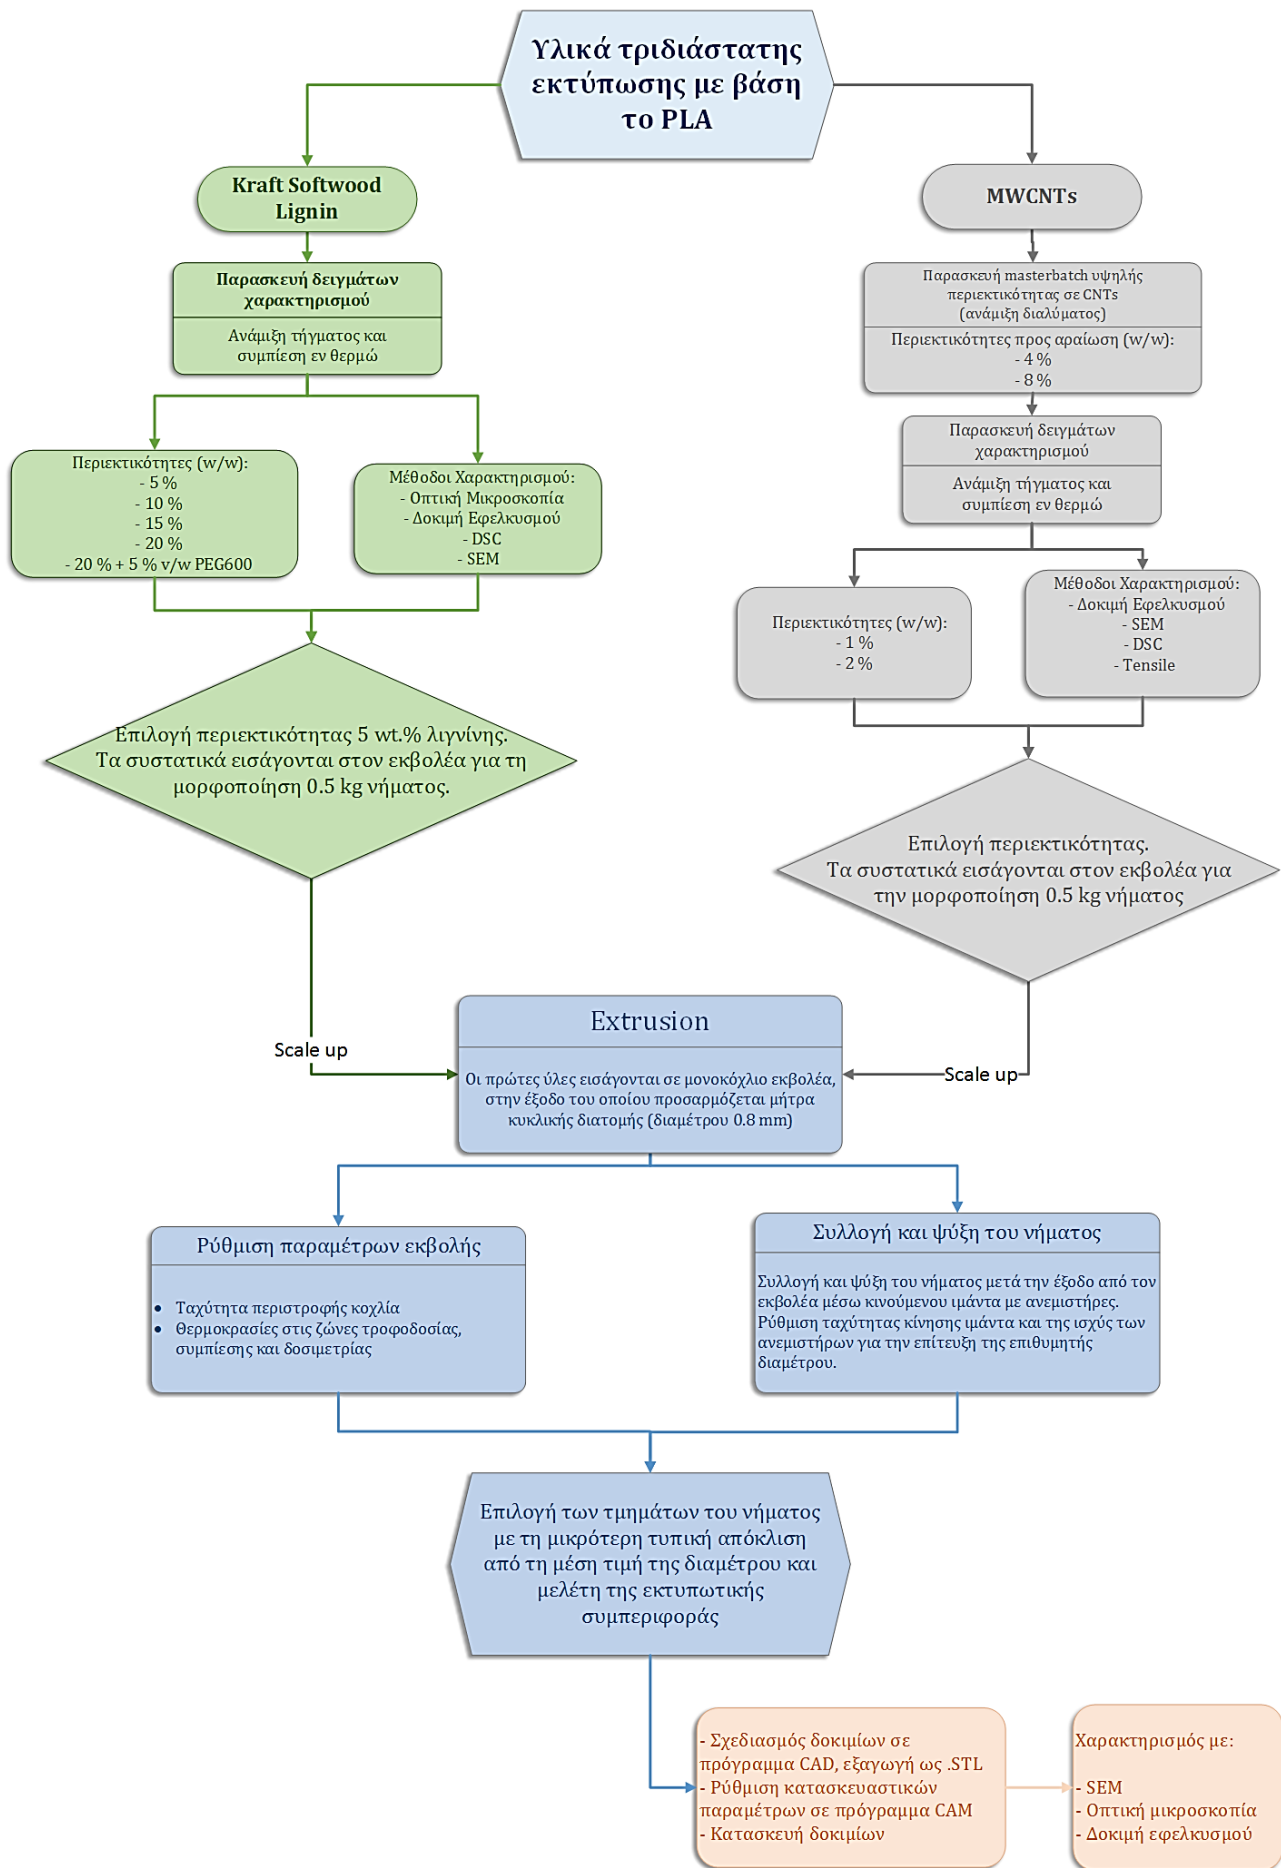 Υλικά τριδιάστατης
εκτύπωσης με βάση
το PLA
Kraft Softwood
Lignin
Παρασκευή δειγμάτων
χαρακτηρισμού
Ανάμιξη τήγματος και
συμπίεση εν θερμώ
Περιεκτικότητες (w/w):
- 5 %
- 10 %
- 15 %
- 20 %
- 20 % + 5 % v/w PEG600
Μέθοδοι Χαρακτηρισμού:
- Οπτική Μικροσκοπία
- Δοκιμή Εφελκυσμού
- DSC
- SEM
Επιλογή περιεκτικότητας 5 wt.% λιγνίνης.
Τα συστατικά εισάγονται στον εκβολέα για τη
μορφοποίηση 0.5 kg νήματος.
MWCNTs
Παρασκευή masterbatch υψηλής
περιεκτικότητας σε CNTs
(ανάμιξη διαλύματος)
Περιεκτικότητες προς αραίωση (w/w):
- 4 %
- 8 %
Παρασκευή δειγμάτων
χαρακτηρισμού
Ανάμιξη τήγματος και
συμπίεση εν θερμώ
Περιεκτικότητες (w/w):
- 1 %
- 2 %
Μέθοδοι Χαρακτηρισμού:
- Δοκιμή Εφελκυσμού
- SEM
- DSC
- Tensile
Επιλογή περιεκτικότητας.
Τα συστατικά εισάγονται στον εκβολέα για
την μορφοποίηση 0.5 kg νήματος
Scale up
Scale up
Extrusion
Οι πρώτες ύλες εισάγονται σε μονοκόχλιο εκβολέα,
στην έξοδο του οποίου προσαρμόζεται μήτρα
κυκλικής διατομής (διαμέτρου 0.8 mm)
Ρύθμιση παραμέτρων εκβολής
• Ταχύτητα περιστροφής κοχλία
• Θερμοκρασίες στις ζώνες τροφοδοσίας,
συμπίεσης και δοσιμετρίας
Συλλογή και ψύξη του νήματος
Συλλογή και ψύξη του νήματος μετά την έξοδο από τον
εκβολέα μέσω κινούμενου ιμάντα με ανεμιστήρες.
Ρύθμιση ταχύτητας κίνησης ιμάντα και της ισχύς των
ανεμιστήρων για την επίτευξη της επιθυμητής
διαμέτρου.
Επιλογή των τμημάτων του νήματος
με τη μικρότερη τυπική απόκλιση
από τη μέση τιμή της διαμέτρου και
μελέτη της εκτυπωτικής
συμπεριφοράς
- Σχεδιασμός δοκιμίων σε
πρόγραμμα CAD, εξαγωγή ως .STL
- Ρύθμιση κατασκευαστικών
παραμέτρων σε πρόγραμμα CAM
- Κατασκευή δοκιμίων
Χαρακτηρισμός με:
- SEM
- Οπτική μικροσκοπία
- Δοκιμή εφελκυσμού